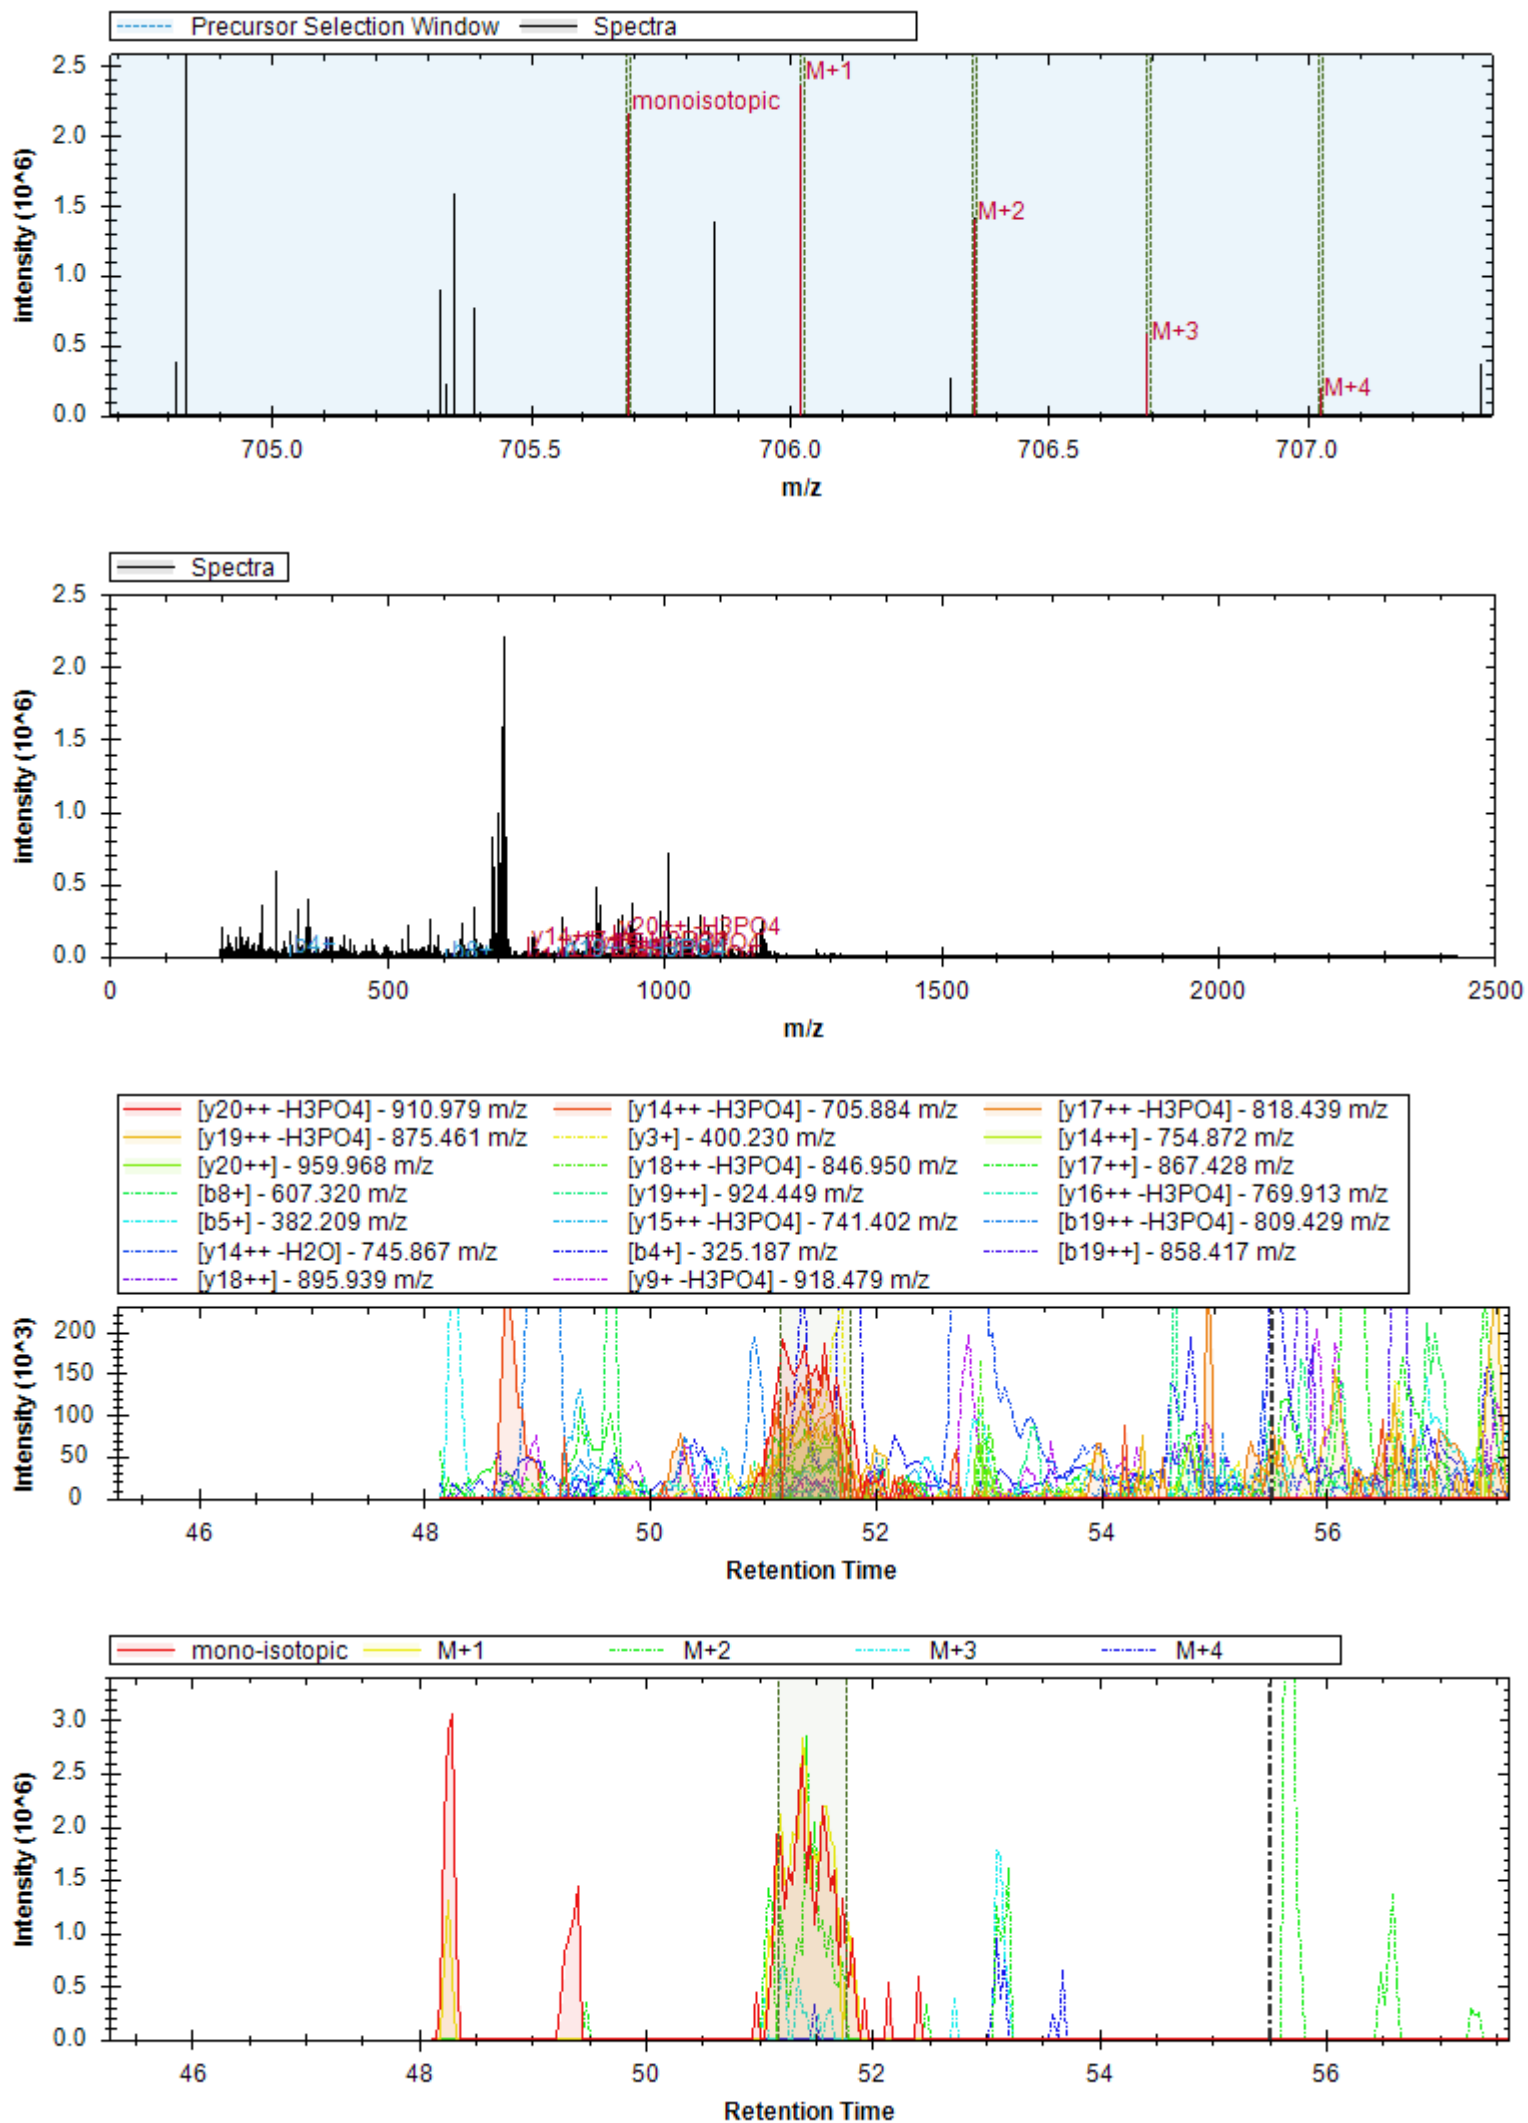 Precursor Selection Window Spectra
2.5
2.0
1.5
1.0
0.5
0.0
intensity (10^6)
monoisotopic
M+1
M+2
M+3
M+4
705.0 705.5 706.0 706.5 707.0
m/z
Spectra
2.5
2.0
1.5
1.0
0.5
0.0
intensity (10^6)
b4+
y14++
y20++ -H3PO4
0 500 1000 1500 2000 2500
m/z
[y20++ -H3PO4] - 910.979 m/z [y14++ -H3PO4] - 705.884 m/z [y17++ -H3PO4] - 818.439 m/z
[y19++ -H3PO4] - 875.461 m/z [y3+] - 400.230 m/z [y14++] - 754.872 m/z
[y20++] - 959.968 m/z [y18++ -H3PO4] - 846.950 m/z [y17++] - 867.428 m/z
[b8+] - 607.320 m/z [y19++] - 924.449 m/z [y16++ -H3PO4] - 769.913 m/z
[b5+] - 382.209 m/z [y15++ -H3PO4] - 741.402 m/z [b19++ -H3PO4] - 809.429 m/z
[y14++ -H2O] - 745.867 m/z [b4+] - 325.187 m/z [b19++] - 858.417 m/z
[y18++] - 895.939 m/z [y9+ -H3PO4] - 918.479 m/z
200
150
100
50
0
Intensity (10^3)
46 48 50 52 54 56
Retention Time
mono-isotopic M+1 M+2 M+3 M+4
3.0
2.5
2.0
1.5
1.0
0.5
0.0
Intensity (10^6)
46 48 50 52 54 56
Retention Time